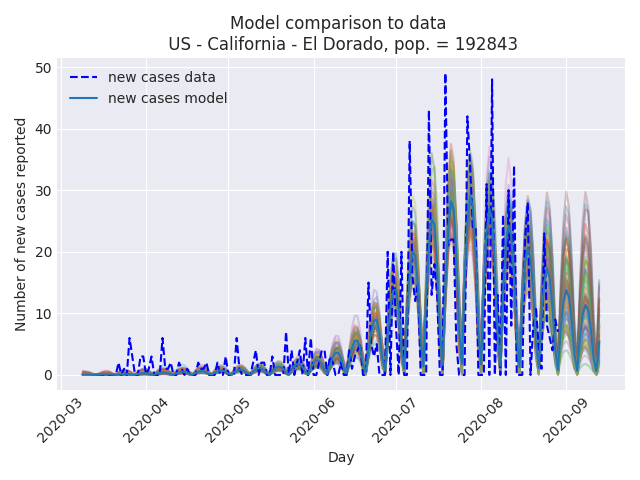 Model comparison to data
US - California - El Dorado, pop. = 192843
new cases data
new cases model
Number of new cases reported
50
40
30
20
10
0
2020-03
2020-04
2020-05
2020-06
2020-07
2020-08
2020-09
Day